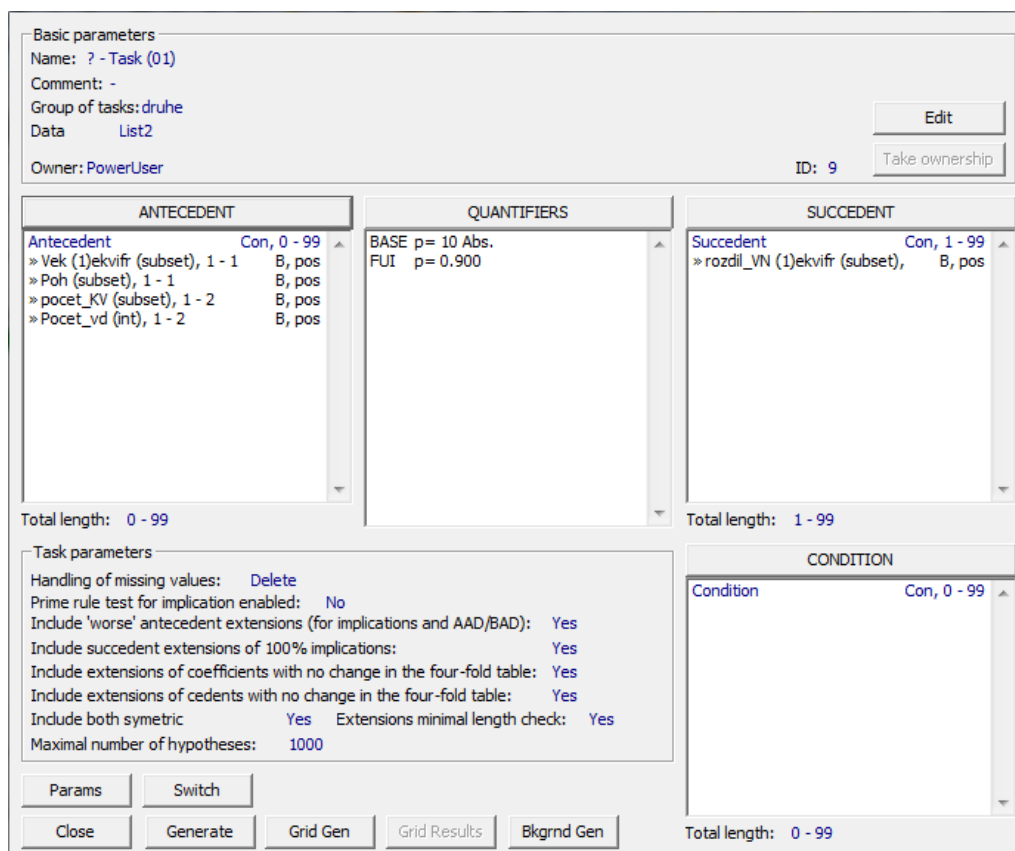 Basic parameters
Name: ? - Task (01)
Comment: -
Group of tasks: druhe
Data List2
Edit
Owner: PowerUser
ID: 9
Take ownership
ANTECEDENT
Antecedent Con, 0 - 99
» Vek (1)ekvifr (subset), 1 - 1 B, pos
» Poh (subset), 1 - 1 B, pos
» pocet_KV (subset), 1 - 2 B, pos
» Pocet_vd (int), 1 - 2 B, pos
Total length: 0 - 99
QUANTIFIERS
BASE p= 10 Abs.
FUI p= 0.900
SUCCEDENT
Succedent Con, 1 - 99
» rozdil_VN (1)ekvifr (subset), B, pos
Total length: 1 - 99
Task parameters
Handling of missing values: Delete
Prime rule test for implication enabled: No
Include 'worse' antecedent extensions (for implications and AAD/BAD): Yes
Include succedent extensions of 100% implications: Yes
Include extensions of coefficients with no change in the four-fold table: Yes
Include extensions of cedents with no change in the four-fold table: Yes
Include both symetric Yes Extensions minimal length check: Yes
Maximal number of hypotheses: 1000
CONDITION
Condition Con, 0 - 99
Total length: 0 - 99
Params Switch
Close Generate Grid Gen Grid Results Bkgrnd Gen